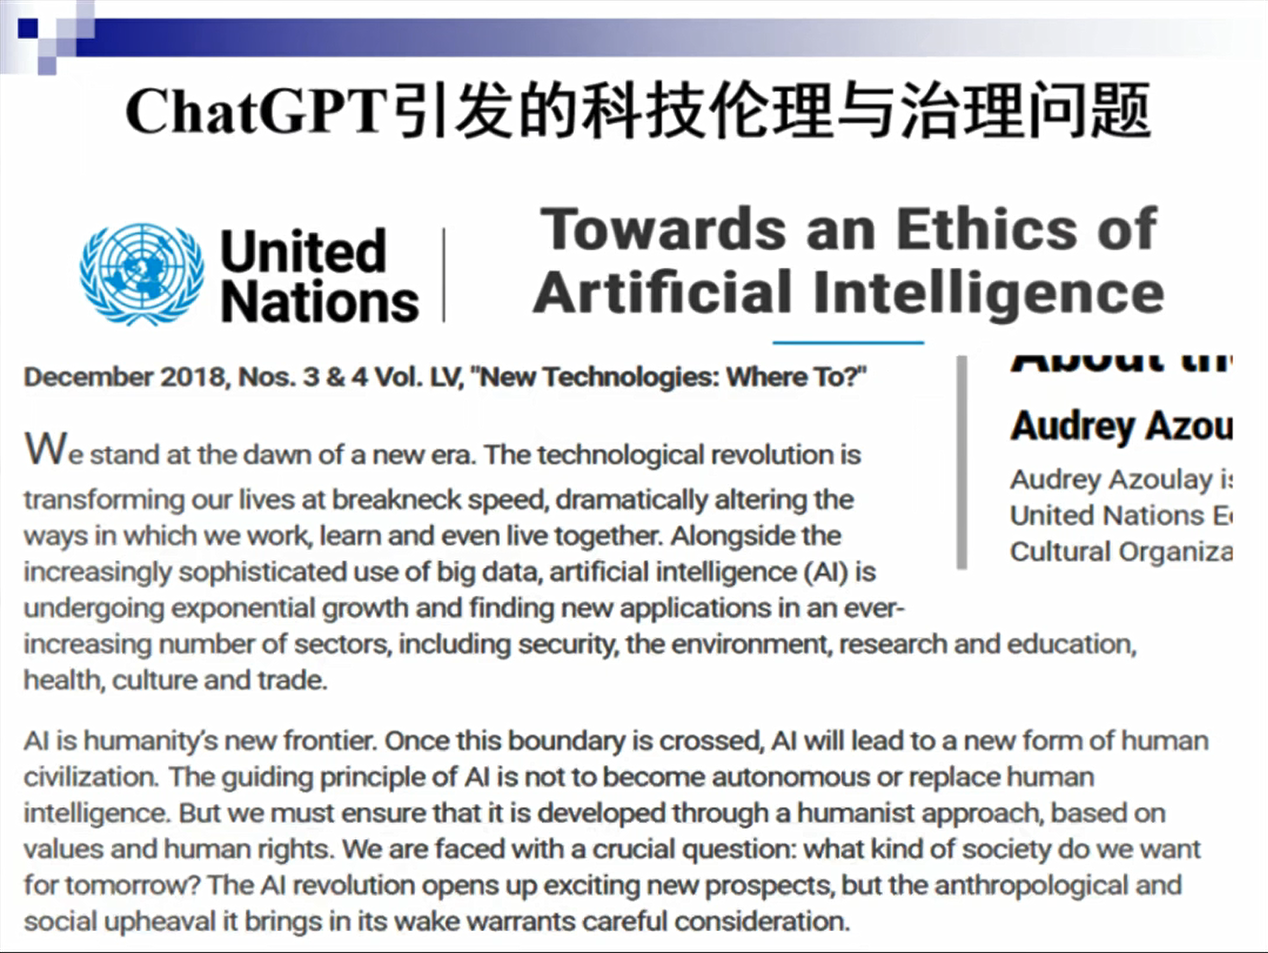 ChatGPT引发的科技伦理与治理问题
United
Nations
Towards an Ethics of
Artificial Intelligence
December 2018, Nos. 3 & 4 Vol. LV, "New Technologies: Where To?"
We stand at the dawn of a new era. The technological revolution is
transforming our lives at breakneck speed, dramatically altering the
ways in which we work, learn and even live together. Alongside the
increasingly sophisticated use of big data, artificial intelligence (AI) is
undergoing exponential growth and finding new applications in an ever-
increasing number of sectors, including security, the environment, research and education,
health, culture and trade.
AI is humanity's new frontier. Once this boundary is crossed, AI will lead to a new form of human
civilization. The guiding principle of AI is not to become autonomous or replace human
intelligence. But we must ensure that it is developed through a humanist approach, based on
values and human rights. We are faced with a crucial question: what kind of society do we want
for tomorrow? The AI revolution opens up exciting new prospects, but the anthropological and
social upheaval it brings in its wake warrants careful consideration.
About
Audrey Azou
Audrey Azoulay
United Nations
Cultural Organiza